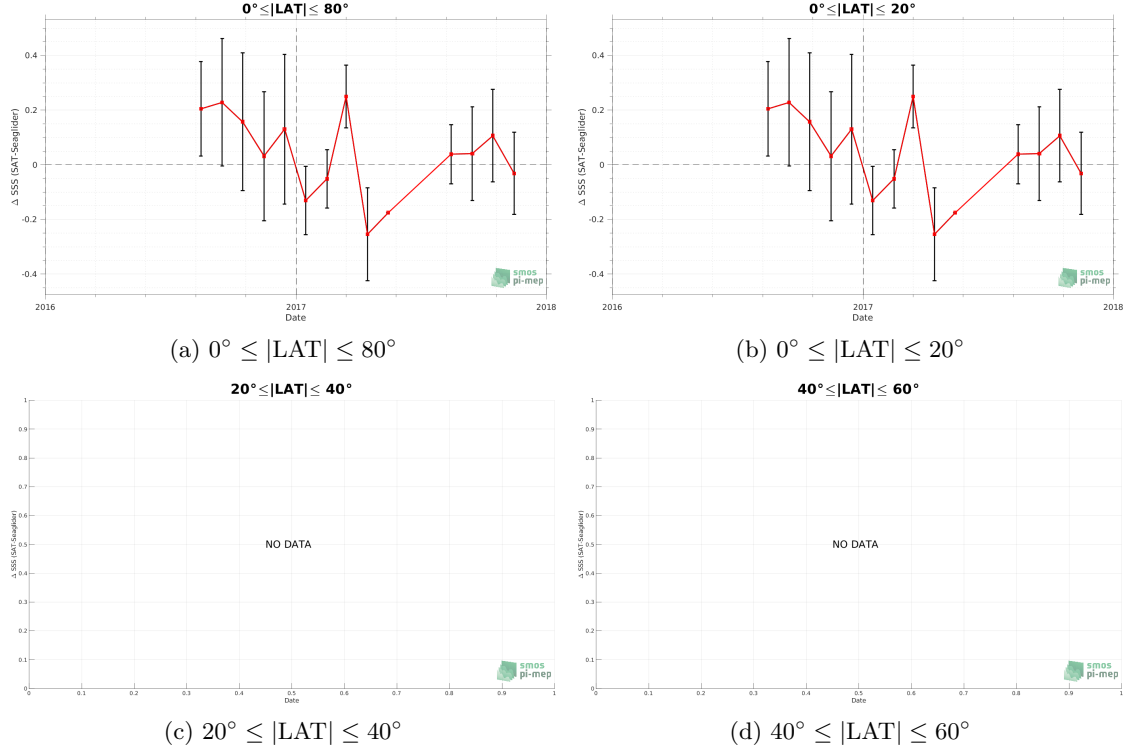 0°≤|LAT|≤ 80°
Δ SSS (SAT-Seaglider)
0.4
0.2
0
-0.2
-0.4
2016
2017
2018
Date
smos
pi-mep
(a) 0° ≤ |LAT| ≤ 80°
0°≤|LAT|≤ 20°
Δ SSS (SAT-Seaglider)
0.4
0.2
0
-0.2
-0.4
2016
2017
2018
Date
smos
pi-mep
(b) 0° ≤ |LAT| ≤ 20°
20°≤|LAT|≤ 40°
Δ SSS (SAT-Seaglider)
1
0.9
0.8
0.7
0.6
0.5
0.4
0.3
0.2
0.1
0
NO DATA
0 0.1 0.2 0.3 0.4 0.5 0.6 0.7 0.8 0.9 1
Date
smos
pi-mep
(c) 20° ≤ |LAT| ≤ 40°
40°≤|LAT|≤ 60°
Δ SSS (SAT-Seaglider)
1
0.9
0.8
0.7
0.6
0.5
0.4
0.3
0.2
0.1
0
NO DATA
0 0.1 0.2 0.3 0.4 0.5 0.6 0.7 0.8 0.9 1
Date
smos
pi-mep
(d) 40° ≤ |LAT| ≤ 60°